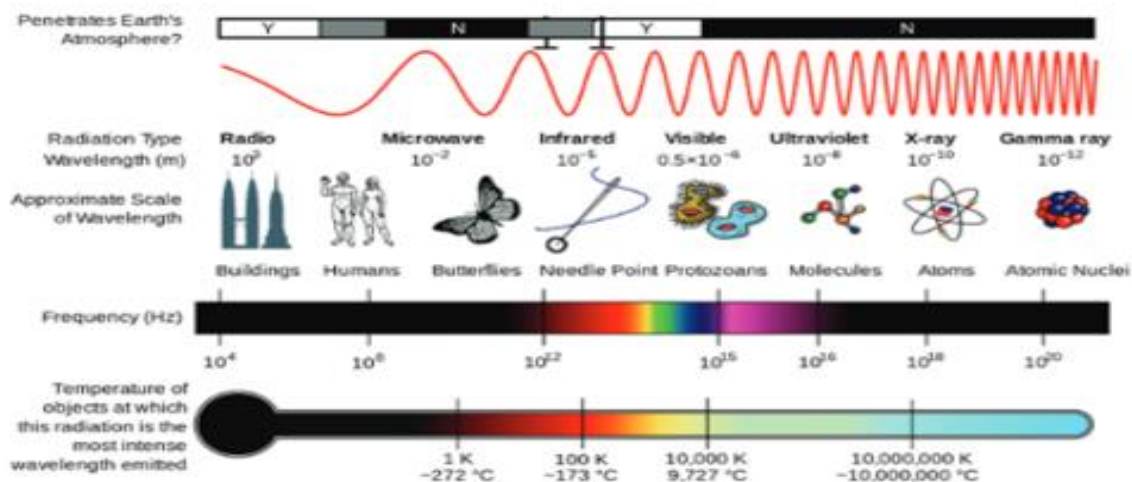 Penetrates Earth's
Atmosphere?
Y N Y N
Radiation Type
Radio Microwave Infrared Visible Ultraviolet X-ray Gamma ray
Wavelength (m)
10³ 10⁻² 10⁻⁵ 0.5×10⁻⁶ 10⁻⁸ 10⁻¹⁰ 10⁻¹²
Approximate Scale
of Wavelength
Buildings Humans Butterflies Needle Point Protozoans Molecules Atoms Atomic Nuclei
Frequency (Hz)
10⁴ 10⁸ 10¹² 10¹⁵ 10¹⁶ 10¹⁸ 10²⁰
Temperature of
objects at which
this radiation is the
most intense
wavelength emitted
1 K 100 K 10,000 K 10,000,000 K
−272 °C −173 °C 9,727 °C ~10,000,000 °C